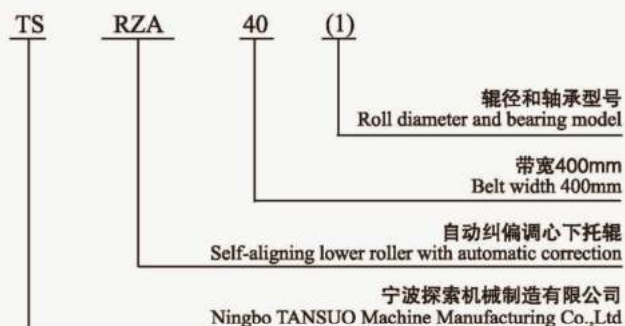 TS RZA 40 (1)
辊径和轴承型号
Roll diameter and bearing model
带宽400mm
Belt width 400mm
自动纠偏调心下托辊
Self-aligning lower roller with automatic correction
宁波探索机械制造有限公司
Ningbo TANSUO Machine Manufacturing Co.,Ltd